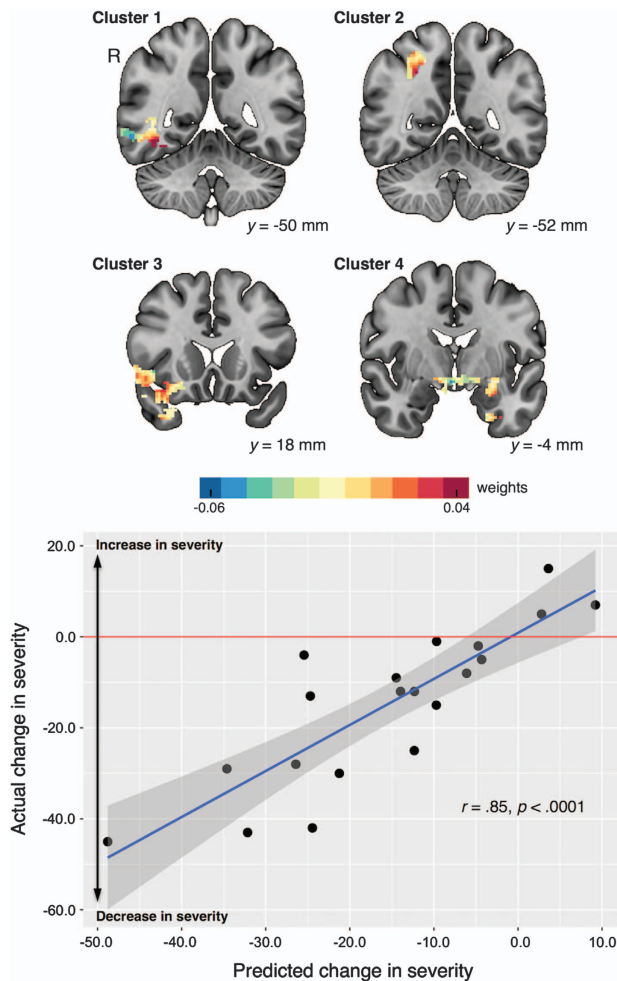 Cluster 1
Cluster 2
R
y = -50 mm
y = -52 mm
Cluster 3
Cluster 4
y = 18 mm
y = -4 mm
-0.06
0.04
weights
20.0
Increase in severity
0.0
-20.0
-40.0
-60.0
Actual change in severity
r = .85, p < .0001
Decrease in severity
-50.0
-40.0
-30.0
-20.0
-10.0
0.0
10.0
Predicted change in severity